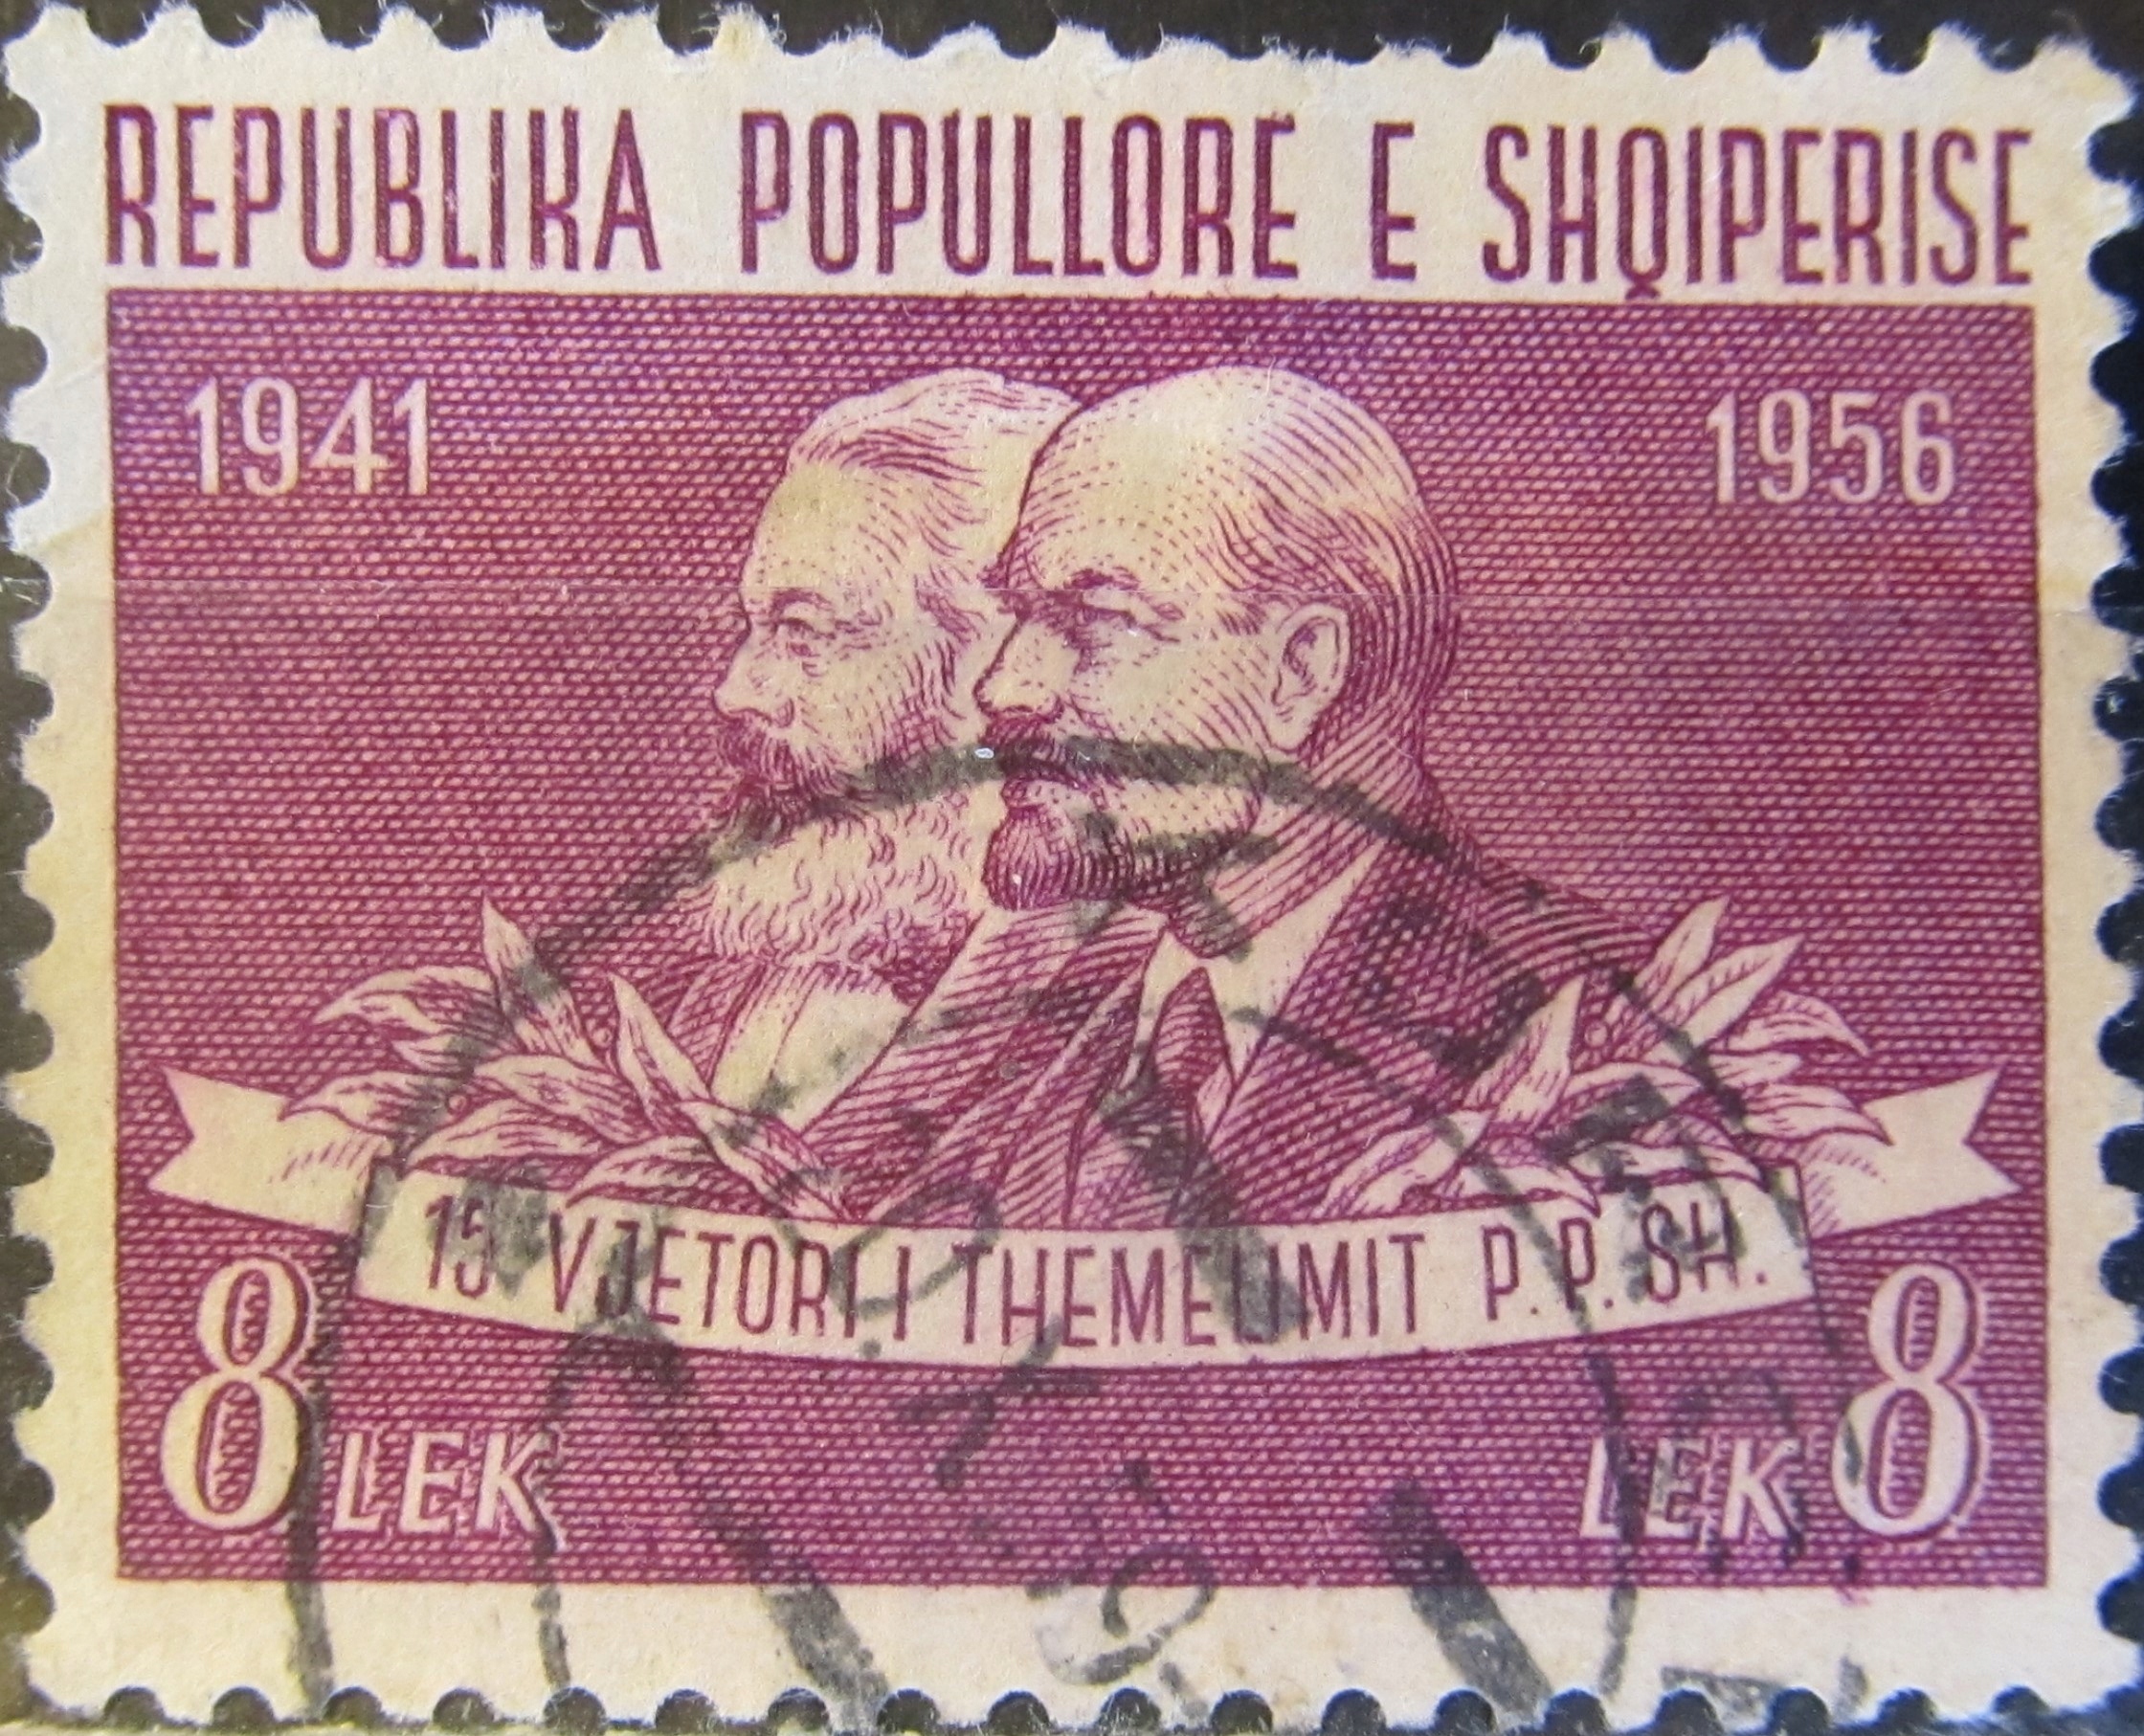 REPUBLIKA POPULLORE E SHQIPERISE
1941 1956
15 VJETORI I THEMELIMIT P.P.SH.
8 LEK LEK 8